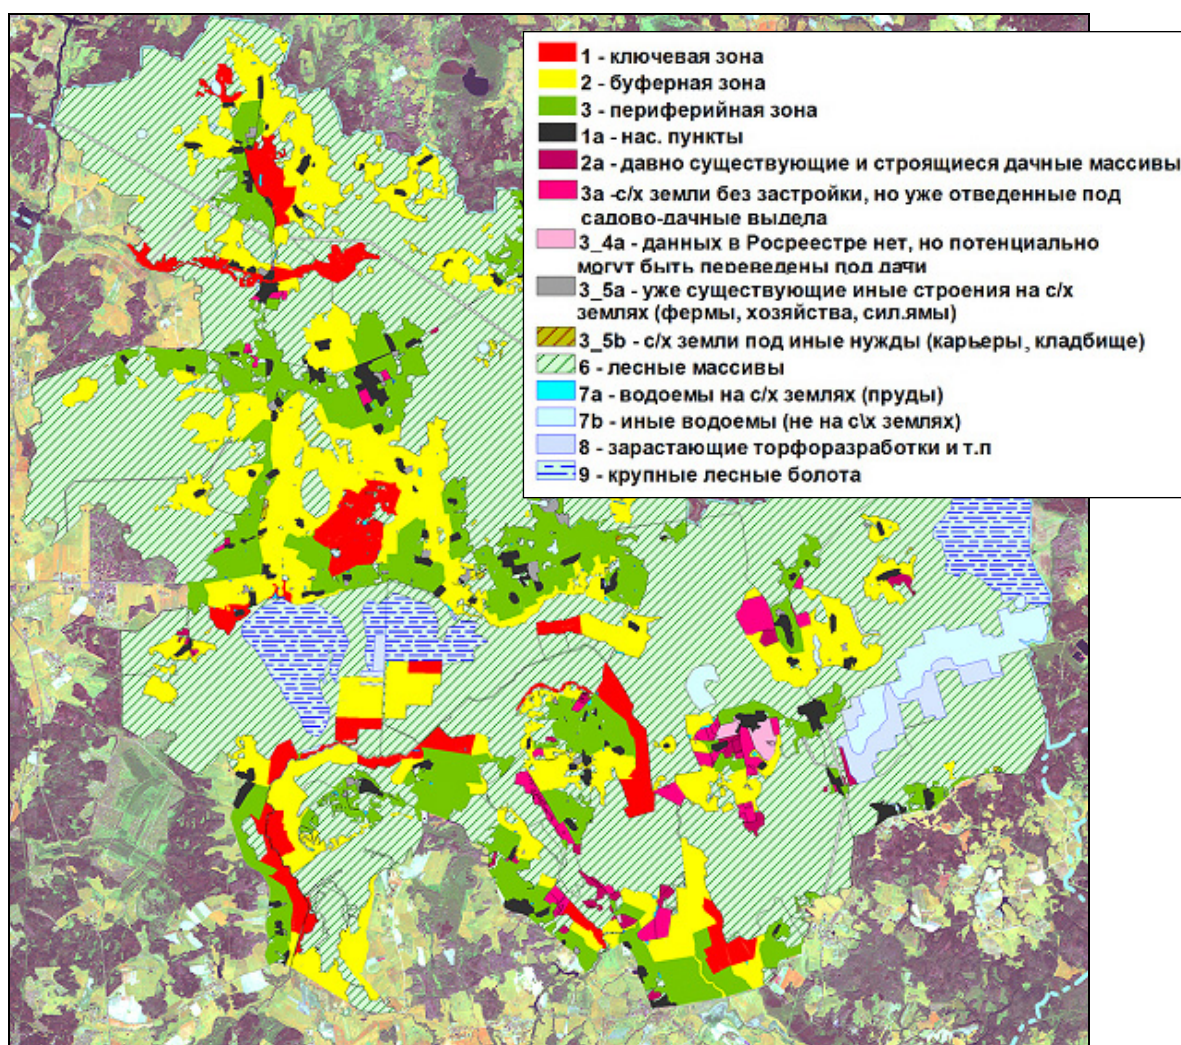 1 - ключевая зона
2 - буферная зона
3 - периферийная зона
1а - нас. пункты
2а - давно существующие и строящиеся дачные массивы
3а -с/х земли без застройки, но уже отведенные под
садово-дачные выдела
3_4а - данных в Росреестре нет, но потенциально
могут быть переведены под дачи
3_5а - уже существующие иные строения на с/х
землях (фермы, хозяйства, сил.ямы)
3_5b - с/х земли под иные нужды (карьеры, кладбище)
6 - лесные массивы
7а - водоемы на с/х землях (пруды)
7b - иные водоемы (не на с\х землях)
8 - зарастающие торфоразработки и т.п
9 - крупные лесные болота